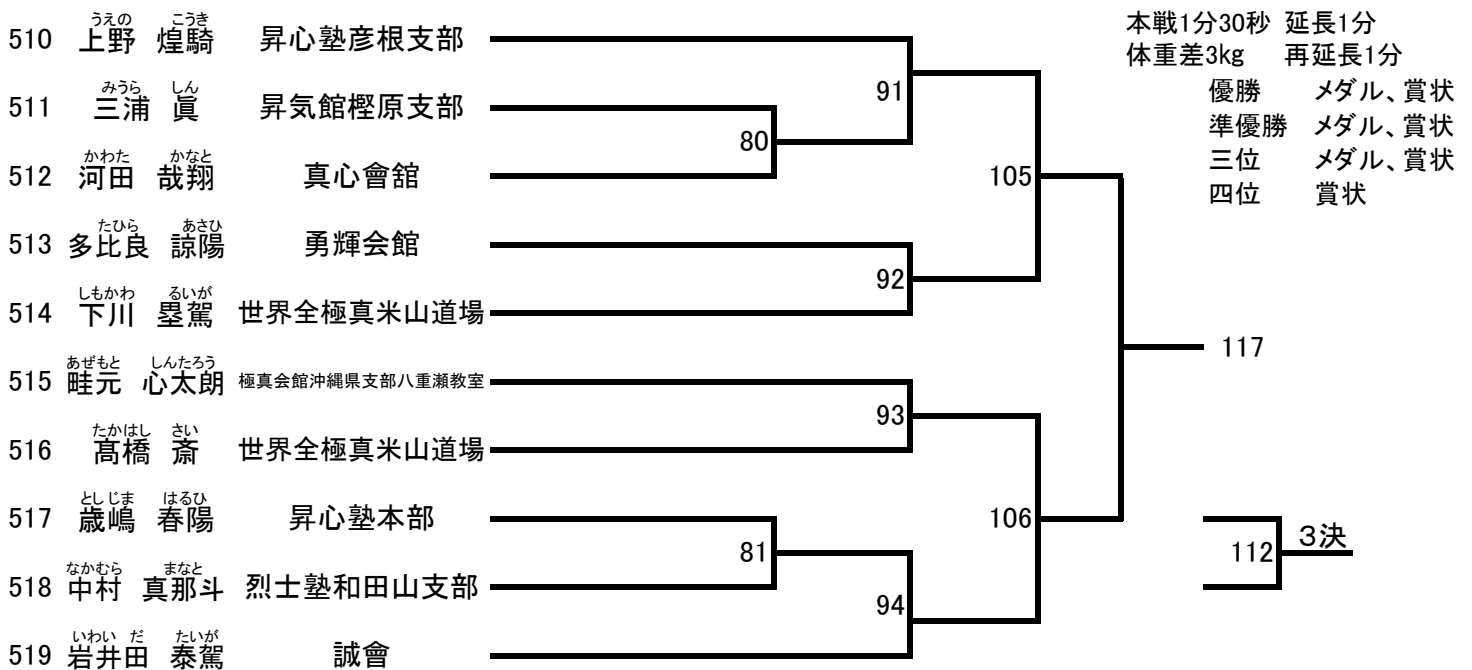 うえの こうき
510 上野 煌騎 昇心塾彦根支部
みうら しん
511 三浦 眞 昇気館樫原支部
かわた かなと
512 河田 哉翔 真心會舘
たひら あさひ
513 多比良 諒陽 勇輝会館
しもかわ るいが
514 下川 塁駕 世界全極真米山道場
あぜもと しんたろう
515 畦元 心太朗 極真会館沖縄県支部八重瀬教室
たかはし さい
516 髙橋 斎 世界全極真米山道場
としじま はるひ
517 歳嶋 春陽 昇心塾本部
なかむら まなと
518 中村 真那斗 烈士塾和田山支部
いわい だ たいが
519 岩井田 泰駕 誠會
80
81
91
92
93
94
105
106
117
112 3決
本戦1分30秒 延長1分
体重差3kg 再延長1分
優勝 メダル、賞状
準優勝 メダル、賞状
三位 メダル、賞状
四位 賞状